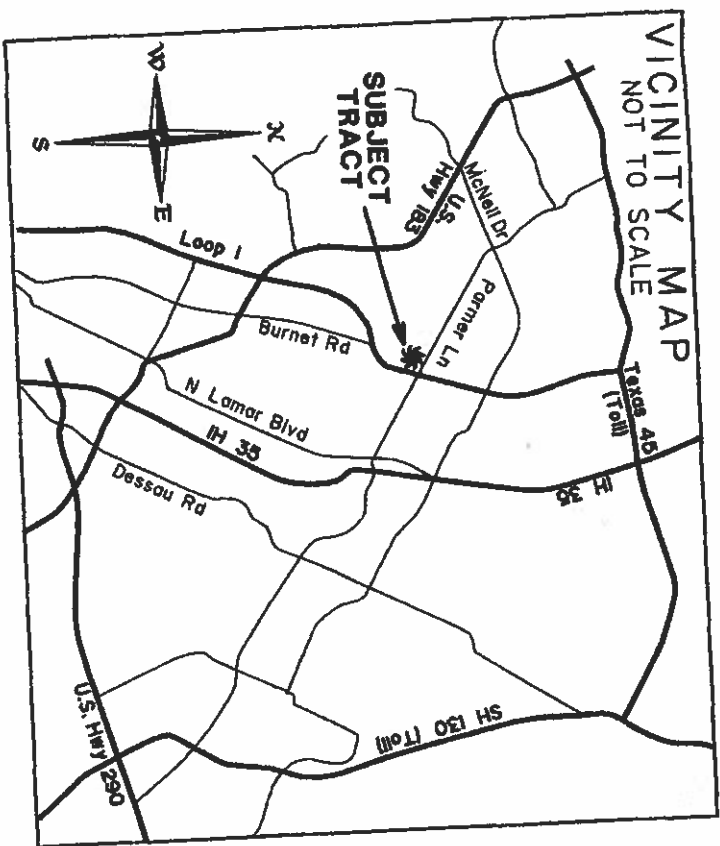 VICINITY MAP
NOT TO SCALE
N
W
E
S
SUBJECT
TRACT
McNeil Dr
U.S.
Hwy 183
Loop 1
Parmer Ln
Burnet Rd
Texas 45
(Toll)
N Lamar Blvd
IH 35
IH 35
Dessau Rd
SH 130 (Toll)
U.S. Hwy 290